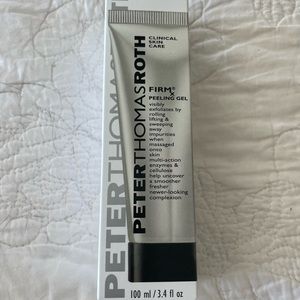 PETERTHOMASROT
PETERTHOMASROTH
CLINICAL
SKIN
CARE
FIRMx®
PEELING GEL
visibly
exfoliates by
rolling
lifting &
sweeping
away
impurities
when
massaged
onto
skin
multi-action
enzymes &
cellulose
help uncover
a smoother
fresher
newer-looking
complexion
100 ml / 3.4 fl oz